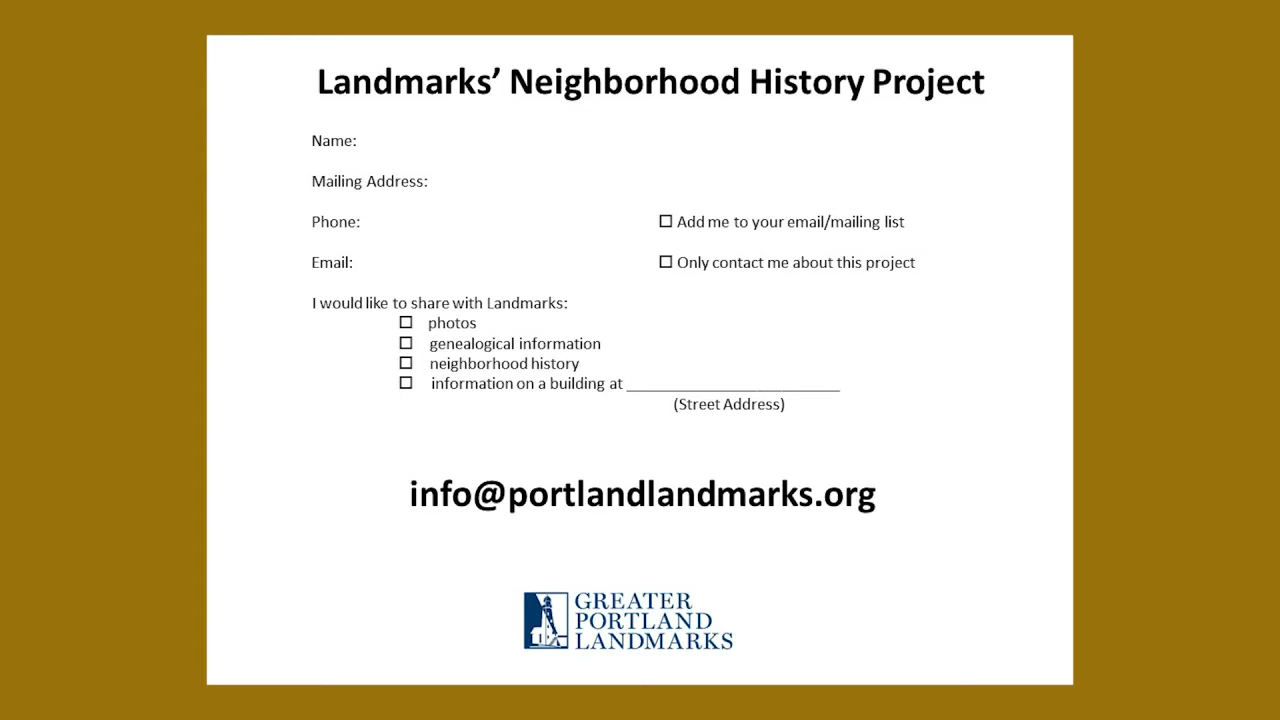 Landmarks’ Neighborhood History Project
Name:
Mailing Address:
Phone:
☐ Add me to your email/mailing list
Email:
☐ Only contact me about this project
I would like to share with Landmarks:
☐ photos
☐ genealogical information
☐ neighborhood history
☐ information on a building at _________________________
(Street Address)
info@portlandlandmarks.org
GREATER
PORTLAND
LANDMARKS